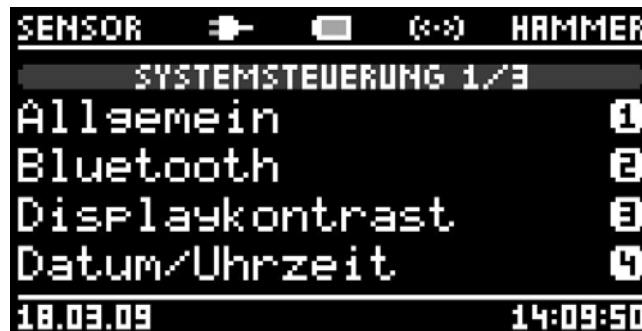 SENSOR HAMMER
SYSTEMSTEUERUNG 1/3
Allgemein 1
Bluetooth 2
Displaykontrast 3
Datum/Uhrzeit 4
18.03.09 14:09:50